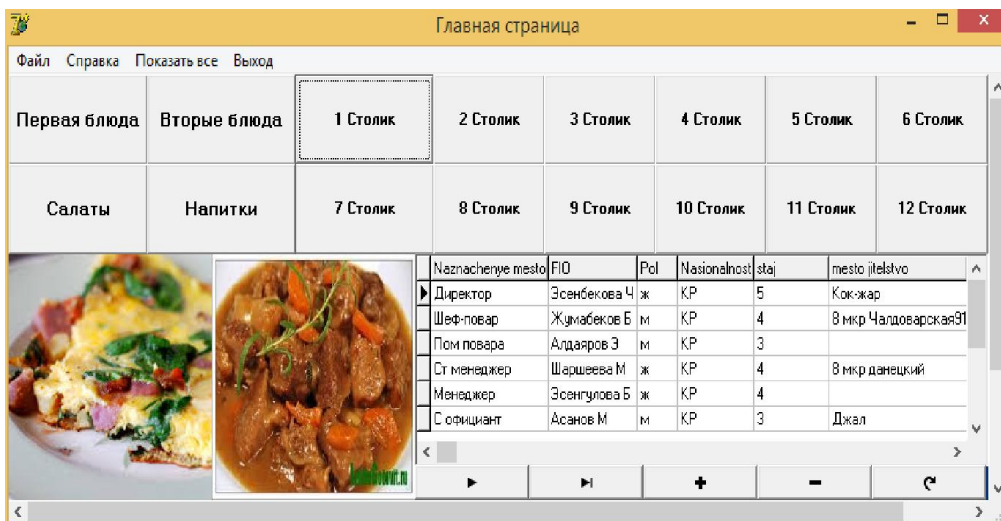 Главная страница
Файл Справка Показать все Выход
Первая блюда Вторые блюда 1 Столик 2 Столик 3 Столик 4 Столик 5 Столик 6 Столик
Салаты Напитки 7 Столик 8 Столик 9 Столик 10 Столик 11 Столик 12 Столик
Naznachenye mesto FIO Pol Nasionalnost staj mesto jitelstvo
Директор Эсенбекова Ч ж КР 5 Кок-жар
Шеф-повар Жумабеков Б м КР 4 8 мкр Чалдоварская91
Пом повара Алдаяров Э м КР 3
Ст менеджер Шаршеева М ж КР 4 8 мкр данецкий
Менеджер Эсенгулова Б ж КР 4
С официант Асанов М м КР 3 Джал